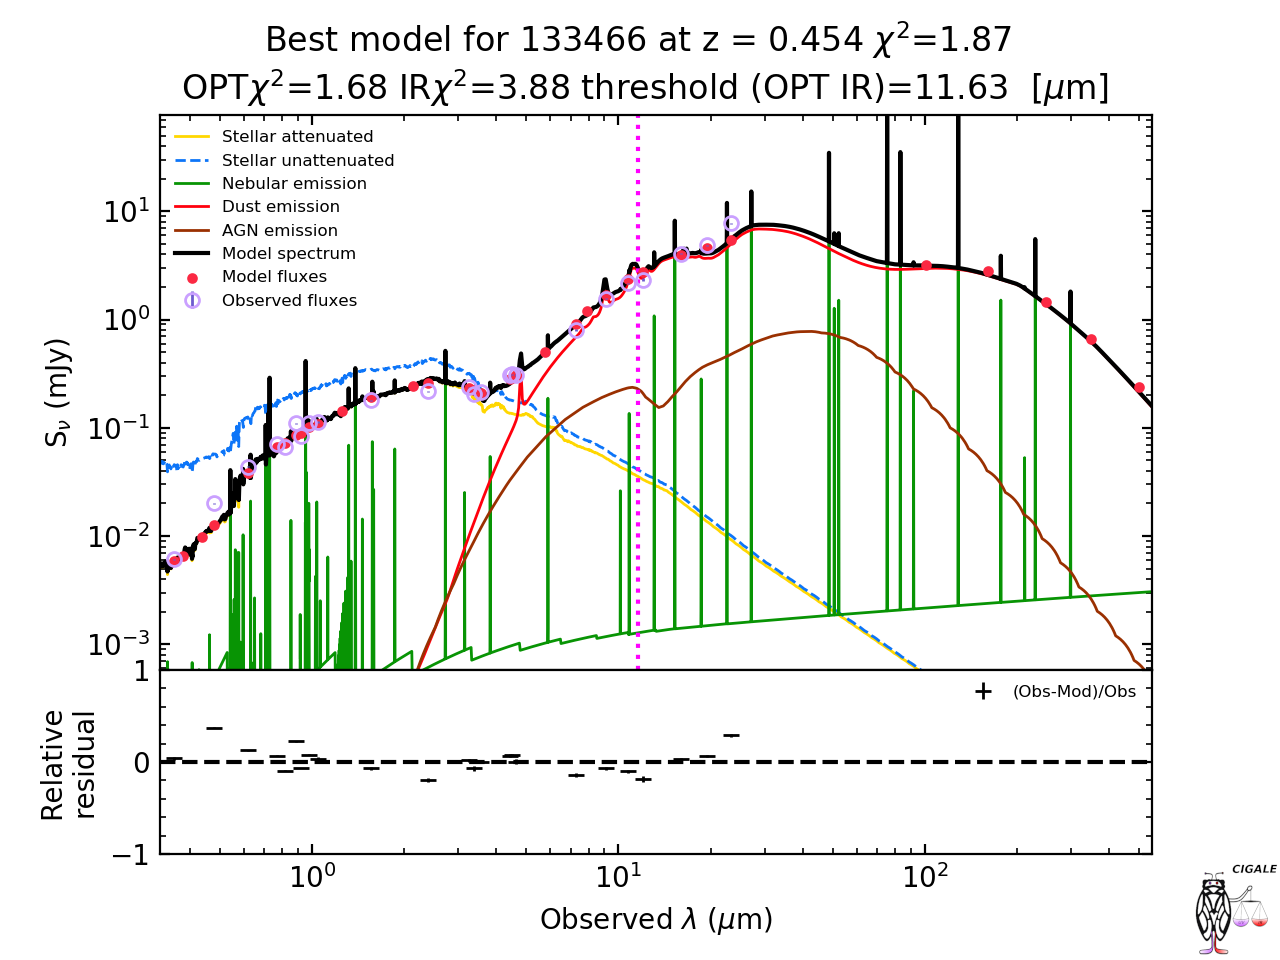 Best model for 133466 at z = 0.454 χ²=1.87
OPTχ²=1.68 IRχ²=3.88 threshold (OPT IR)=11.63 [μm]
Stellar attenuated
Stellar unattenuated
Nebular emission
Dust emission
AGN emission
Model spectrum
Model fluxes
Observed fluxes
10¹
10⁰
10⁻¹
10⁻²
10⁻³
S_ν (mJy)
1
0
−1
Relative
residual
(Obs-Mod)/Obs
10⁰
10¹
10²
Observed λ (μm)
CIGALE